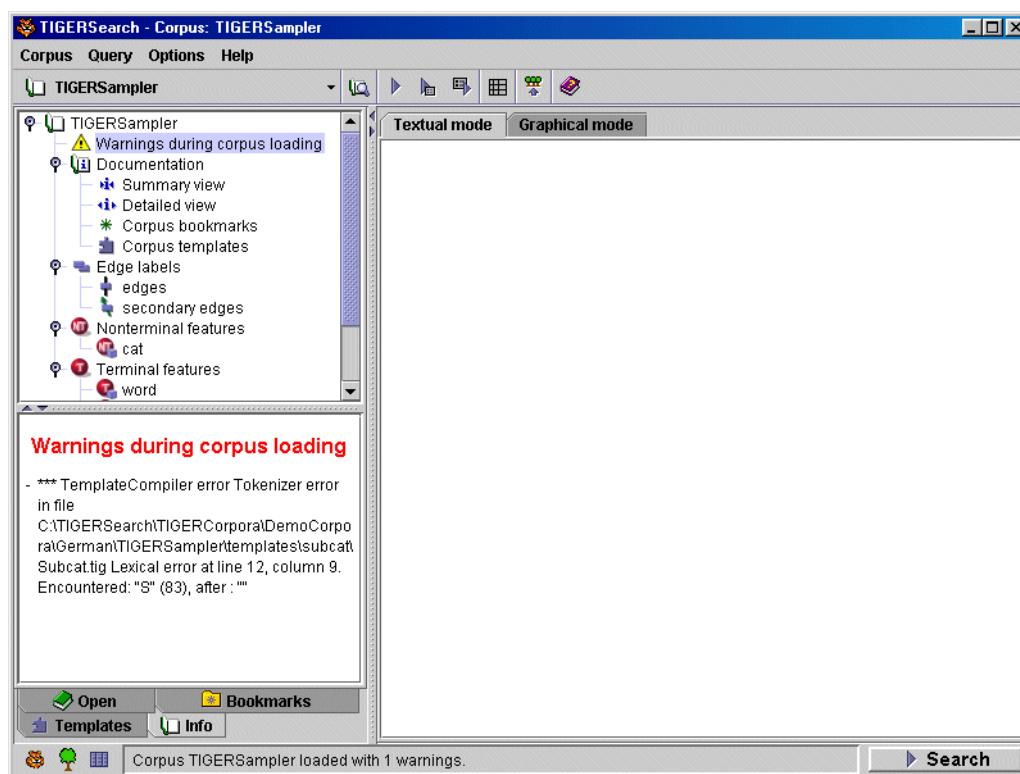 TIGERSearch - Corpus: TIGERSampler
Corpus Query Options Help
TIGERSampler
TIGERSampler
Warnings during corpus loading
Documentation
Summary view
Detailed view
Corpus bookmarks
Corpus templates
Edge labels
edges
secondary edges
NT Nonterminal features
NT cat
T Terminal features
T word
Textual mode Graphical mode
Warnings during corpus loading
- *** TemplateCompiler error Tokenizer error
in file
C:\TIGERSearch\TIGERCorpora\DemoCorpo
ra\German\TIGERSampler\templates\subcat\
Subcat.tig Lexical error at line 12, column 9.
Encountered: "S" (83), after : ""
Open Bookmarks
Templates Info
Corpus TIGERSampler loaded with 1 warnings.
Search